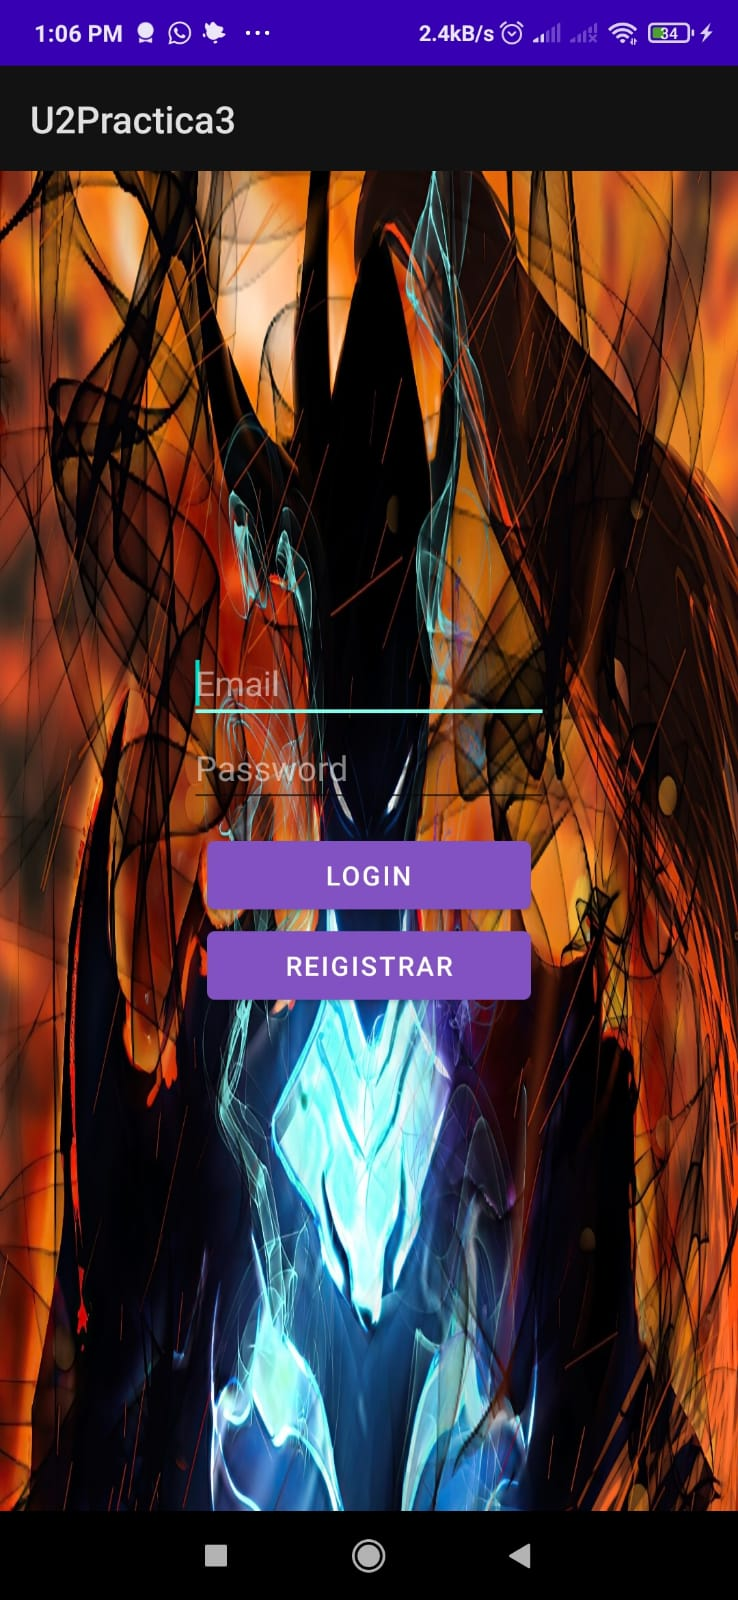 1:06 PM ... 2.4kB/s 34
U2Practica3
Email
Password
LOGIN
REIGISTRAR